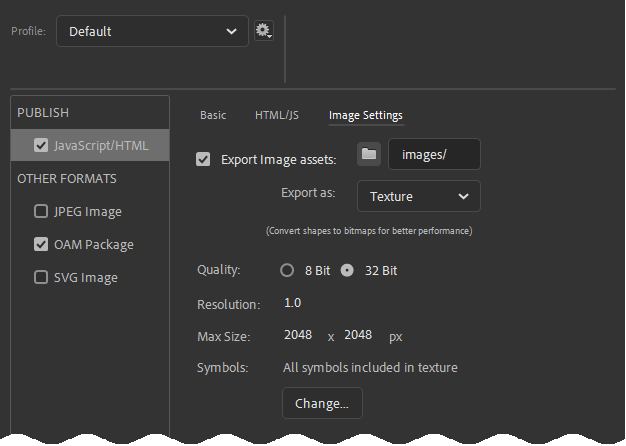 Profile: Default
PUBLISH
JavaScript/HTML
OTHER FORMATS
JPEG Image
OAM Package
SVG Image
Basic HTML/JS Image Settings
Export Image assets: images/
Export as: Texture
(Convert shapes to bitmaps for better performance)
Quality: 8 Bit 32 Bit
Resolution: 1.0
Max Size: 2048 x 2048 px
Symbols: All symbols included in texture
Change...